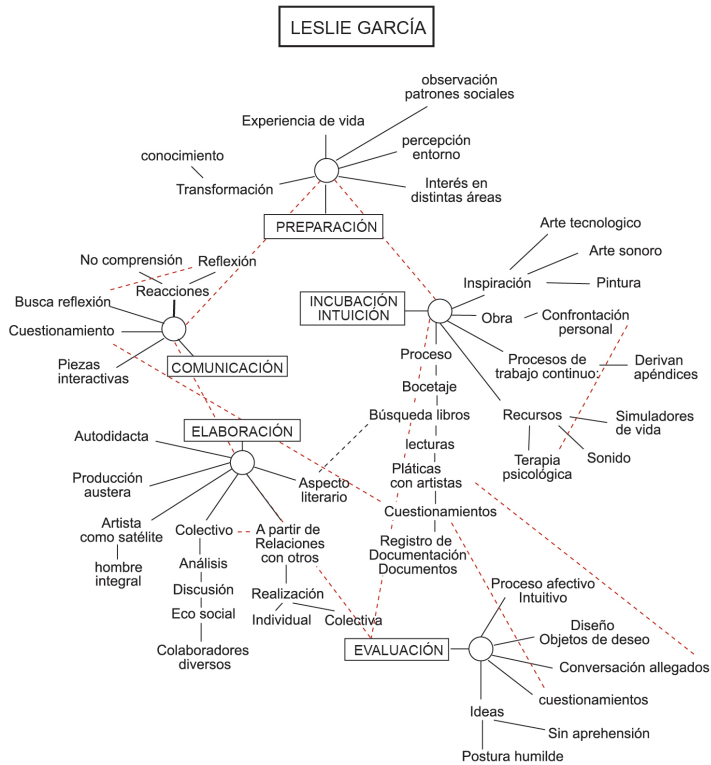 LESLIE GARCÍA
observación
patrones sociales
Experiencia de vida
percepción
entorno
conocimiento
Transformación
Interés en
distintas áreas
PREPARACIÓN
Arte tecnologico
Arte sonoro
No comprensión
Reflexión
Inspiración
Pintura
Reacciones
Busca reflexión
INCUBACIÓN
INTUICIÓN
Obra
Confrontación
personal
Cuestionamiento
Proceso
Procesos de
trabajo continuo:
Derivan
apéndices
Piezas
interactivas
COMUNICACIÓN
Bocetaje
Búsqueda libros
Recursos
Simuladores
de vida
ELABORACIÓN
Autodidacta
lecturas
Terapia
psicológica
Sonido
Pláticas
con artistas
Producción
austera
Aspecto
literario
Cuestionamientos
Artista
como satélite
Colectivo
A partir de
Relaciones
con otros
Registro de
Documentación
Documentos
hombre
integral
Análisis
Discusión
Realización
Proceso afectivo
Intuitivo
Eco social
Individual
Colectiva
Diseño
Objetos de deseo
Colaboradores
diversos
EVALUACIÓN
Conversación allegados
cuestionamientos
Ideas
Sin aprehensión
Postura humilde